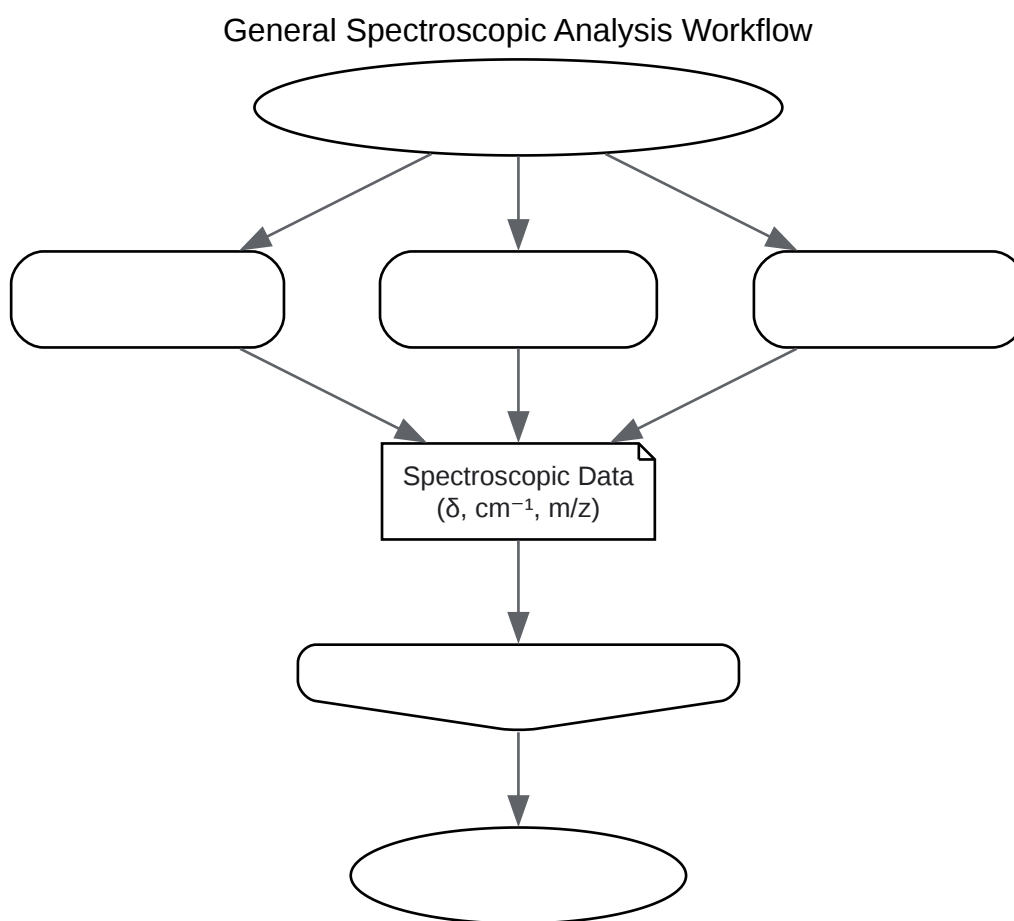 General Spectroscopic Analysis Workflow
Spectroscopic Data
(δ, cm⁻¹, m/z)